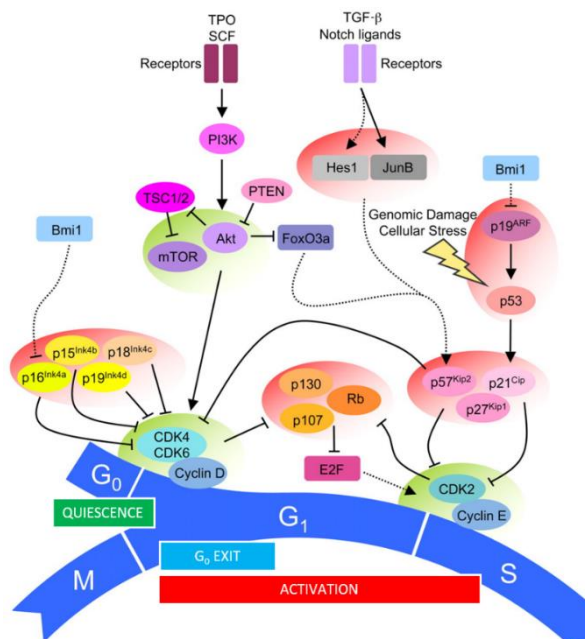 TPO
SCF
Receptors
TGF-β
Notch ligands
Receptors
PI3K
Hes1
JunB
Bmi1
TSC1/2
PTEN
Bmi1
Akt
FoxO3a
mTOR
Genomic Damage
Cellular Stress
p19ARF
p53
p15Ink4b
p18Ink4c
p16Ink4a
p19Ink4d
p130
Rb
p107
p57Kip2
p21Cip
p27Kip1
CDK4
CDK6
Cyclin D
E2F
CDK2
Cyclin E
G0
QUIESCENCE
G1
M
G0 EXIT
S
ACTIVATION